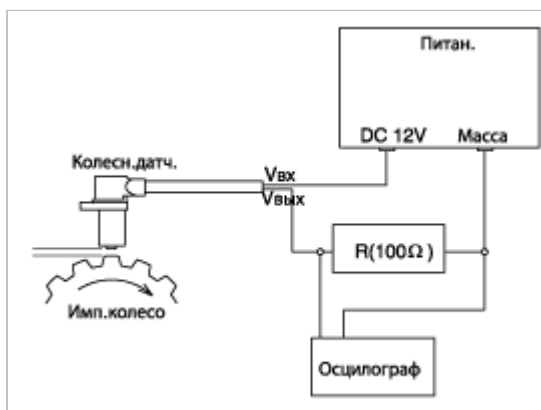 Питан.
DC 12V Масса
Колесн.датч.
Vвх
Vвых
R(100Ω)
Имп.колесо
Осцилограф